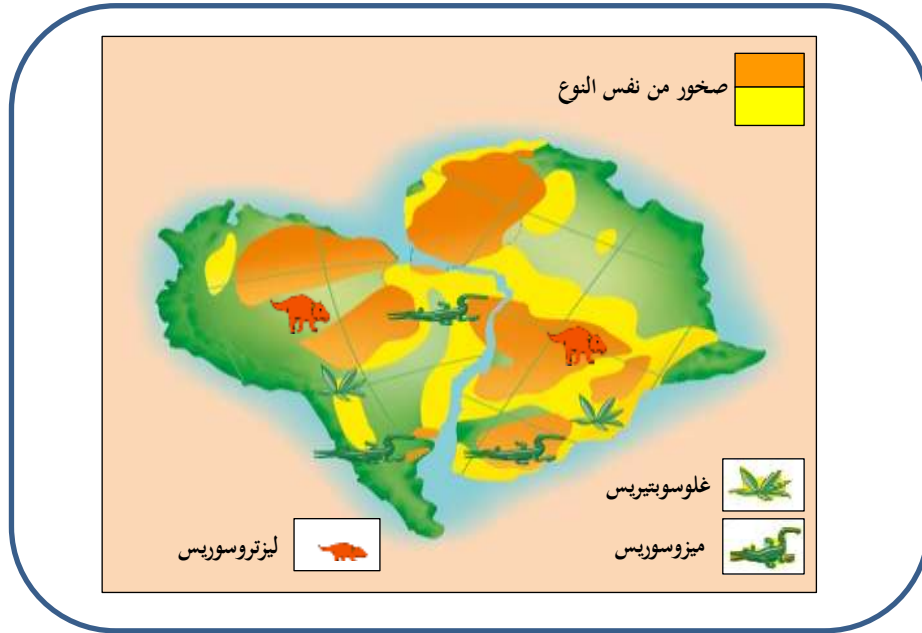 صخور من نفس النوع
غلوسوبتيريس
ميزوسوريس
ليزتروسوريس